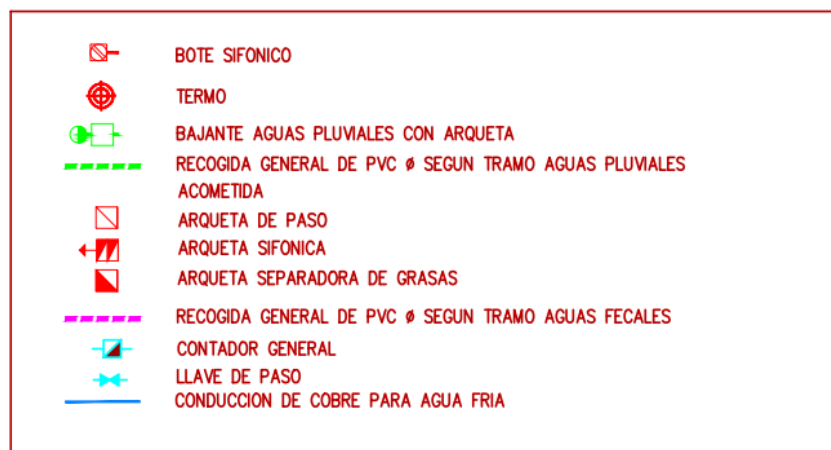 BOTE SIFONICO
TERMO
BAJANTE AGUAS PLUVIALES CON ARQUETA
RECOGIDA GENERAL DE PVC ø SEGUN TRAMO AGUAS PLUVIALES
ACOMETIDA
ARQUETA DE PASO
ARQUETA SIFONICA
ARQUETA SEPARADORA DE GRASAS
RECOGIDA GENERAL DE PVC ø SEGUN TRAMO AGUAS FECALES
CONTADOR GENERAL
LLAVE DE PASO
CONDUCCION DE COBRE PARA AGUA FRIA